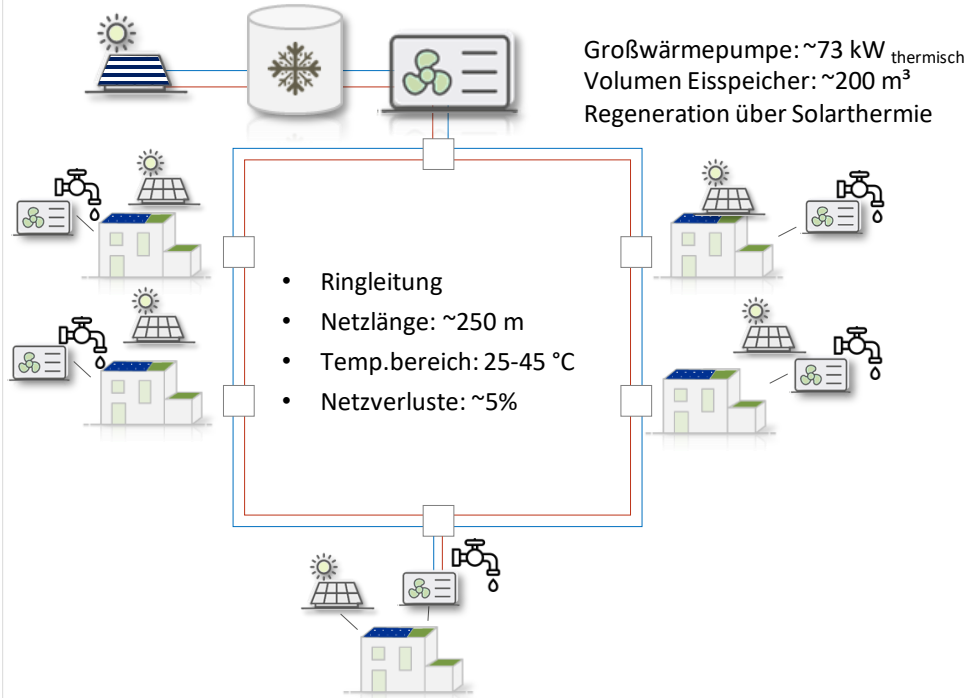 Großwärmepumpe: ~73 kW thermisch
Volumen Eisspeicher: ~200 m³
Regeneration über Solarthermie
• Ringleitung
• Netzlänge: ~250 m
• Temp.bereich: 25-45 °C
• Netzverluste: ~5%